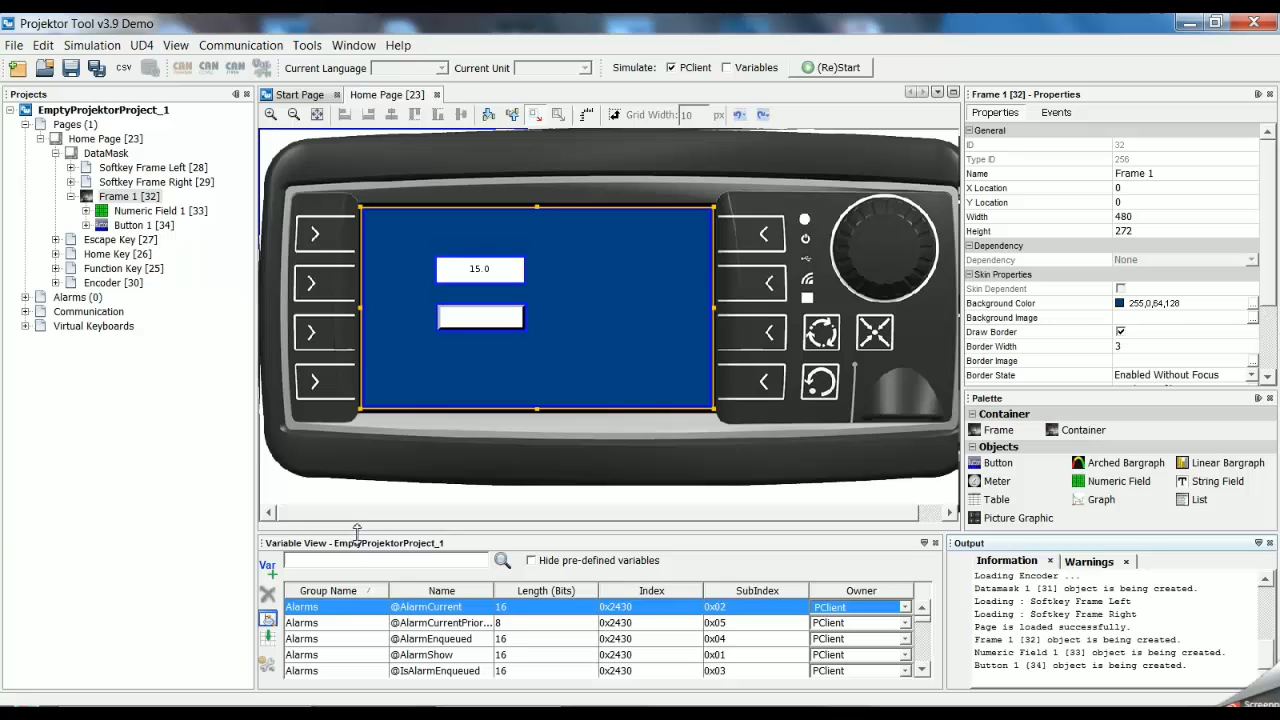 Projektor Tool v3.9 Demo
File Edit Simulation UD4 View Communication Tools Window Help
CSV CAN CAN CAN Current Language Current Unit Simulate: PClient Variables (Re)Start
Projects
EmptyProjektorProject_1
Pages (1)
Home Page [23]
DataMask
Softkey Frame Left [28]
Softkey Frame Right [29]
Frame 1 [32]
Numeric Field 1 [33]
Button 1 [34]
Escape Key [27]
Home Key [26]
Function Key [25]
Encoder [30]
Alarms (0)
Communication
Virtual Keyboards
Start Page Home Page [23]
Grid Width: 10 px
15.0
Variable View - EmptyProjektorProject_1
Var
Hide pre-defined variables
Group Name Name Length (Bits) Index SubIndex Owner
Alarms @AlarmCurrent 16 0x2430 0x02 PClient
Alarms @AlarmCurrentPrior... 8 0x2430 0x05 PClient
Alarms @AlarmEnqueued 16 0x2430 0x04 PClient
Alarms @AlarmShow 16 0x2430 0x01 PClient
Alarms @IsAlarmEnqueued 16 0x2430 0x03 PClient
Frame 1 [32] - Properties
Properties Events
General
ID 32
Type ID 256
Name Frame 1
X Location 0
Y Location 0
Width 480
Height 272
Dependency
Dependency None
Skin Properties
Skin Dependent
Background Color 255,0,64,128 ...
Background Image ...
Draw Border
Border Width 3
Border Image ...
Border State Enabled Without Focus
Palette
Container
Frame Container
Objects
Button Arched Bargraph Linear Bargraph
Meter Numeric Field String Field
Table Graph List
Picture Graphic
Output
Information Warnings
Loading Encoder ...
Datamask 1 [31] object is being created.
Loading : Softkey Frame Left
Loading : Softkey Frame Right
Page is loaded successfully.
Frame 1 [32] object is being created.
Numeric Field 1 [33] object is being created.
Button 1 [34] object is being created.